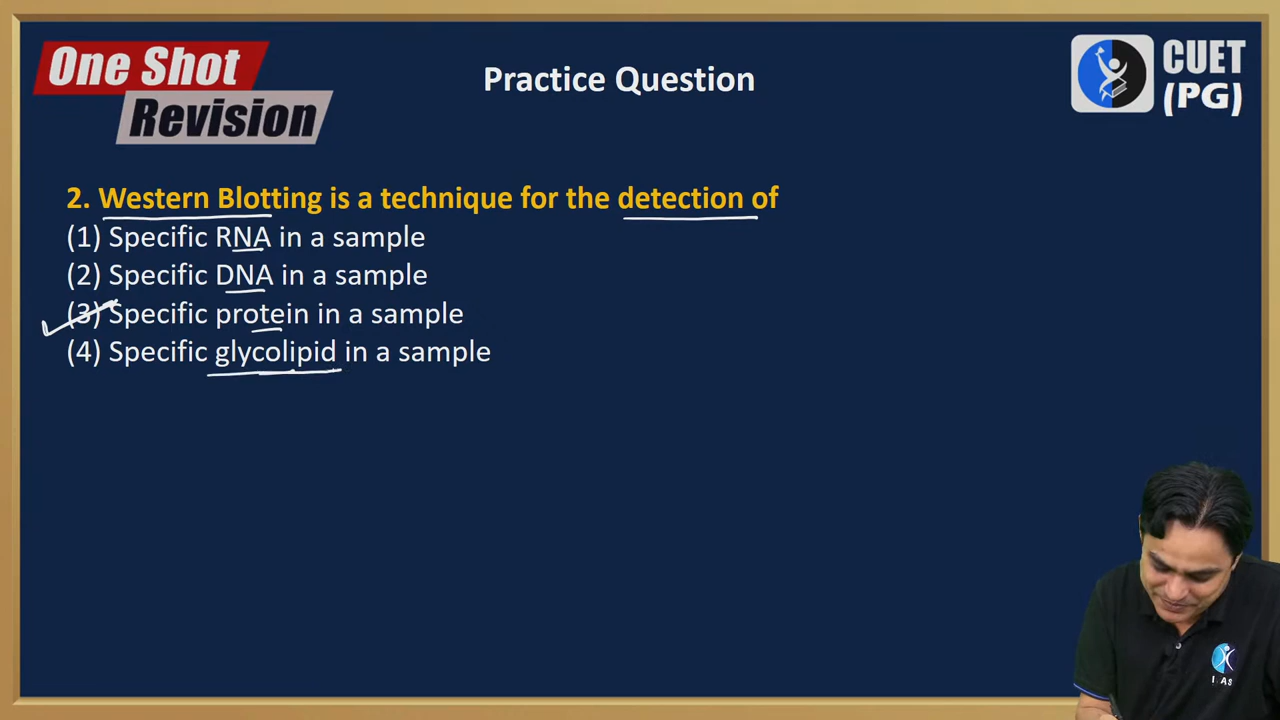 One Shot
Revision
Practice Question
CUET
(PG)
2. Western Blotting is a technique for the detection of
(1) Specific RNA in a sample
(2) Specific DNA in a sample
(3) Specific protein in a sample
(4) Specific glycolipid in a sample